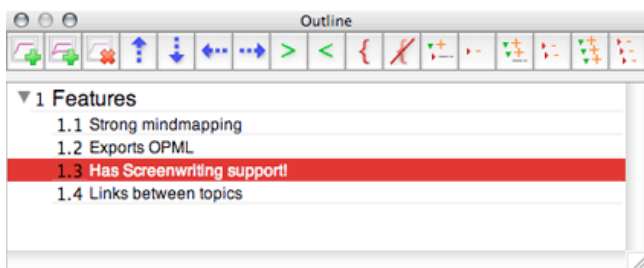 Outline
1 Features
1.1 Strong mindmapping
1.2 Exports OPML
1.3 Has Screenwriting support!
1.4 Links between topics